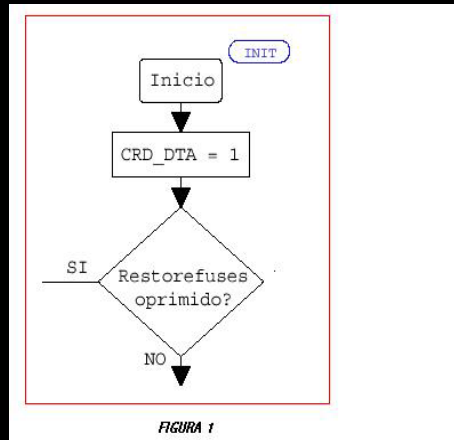 INIT
Inicio
CRD_DTA = 1
SI
Restorefuses
oprimido?
NO
FIGURA 1